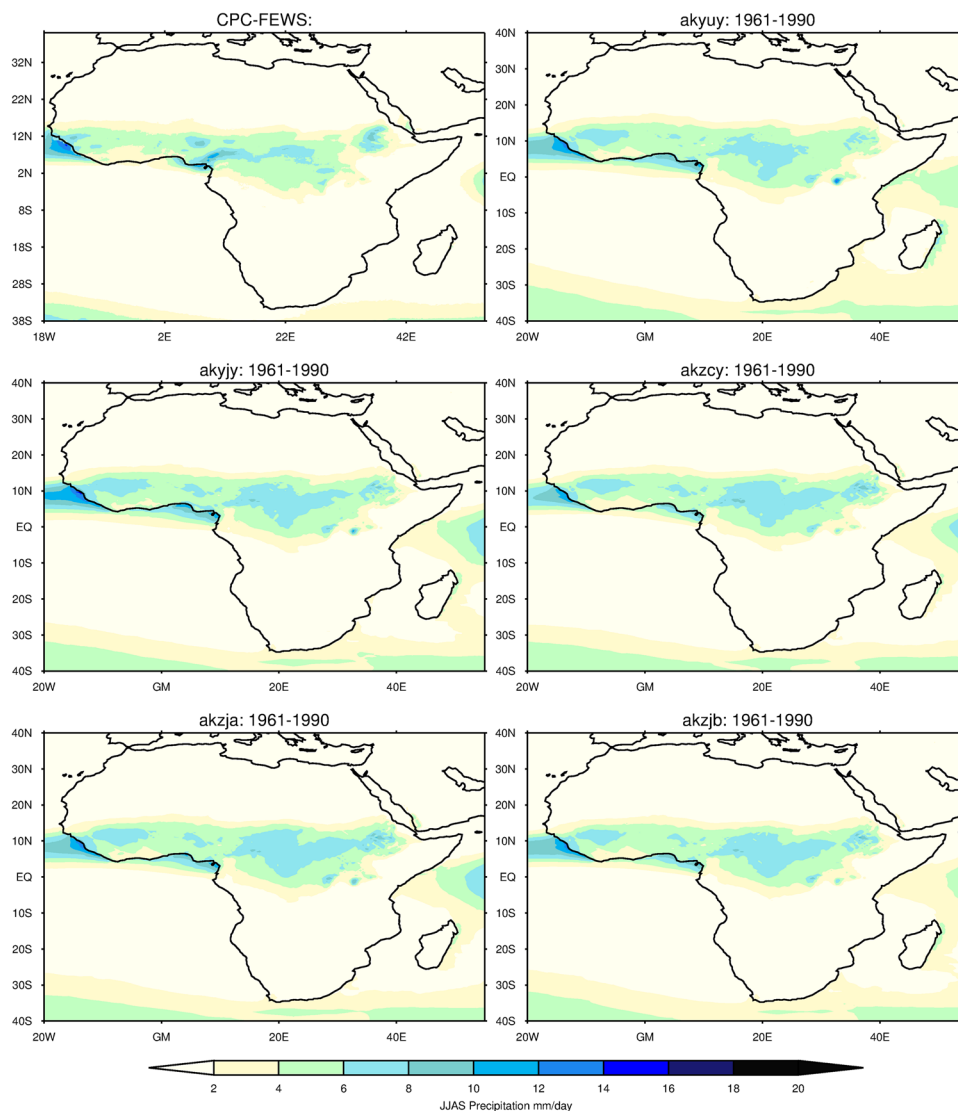 CPC-FEWS:
32N
22N
12N
2N
8S
18S
28S
38S
18W 2E 22E 42E
akyuy: 1961-1990
40N
30N
20N
10N
EQ
10S
20S
30S
40S
20W GM 20E 40E
akyjy: 1961-1990
40N
30N
20N
10N
EQ
10S
20S
30S
40S
20W GM 20E 40E
akzcy: 1961-1990
40N
30N
20N
10N
EQ
10S
20S
30S
40S
20W GM 20E 40E
akzja: 1961-1990
40N
30N
20N
10N
EQ
10S
20S
30S
40S
20W GM 20E 40E
akzjb: 1961-1990
40N
30N
20N
10N
EQ
10S
20S
30S
40S
20W GM 20E 40E
2 4 6 8 10 12 14 16 18 20
JJAS Precipitation mm/day